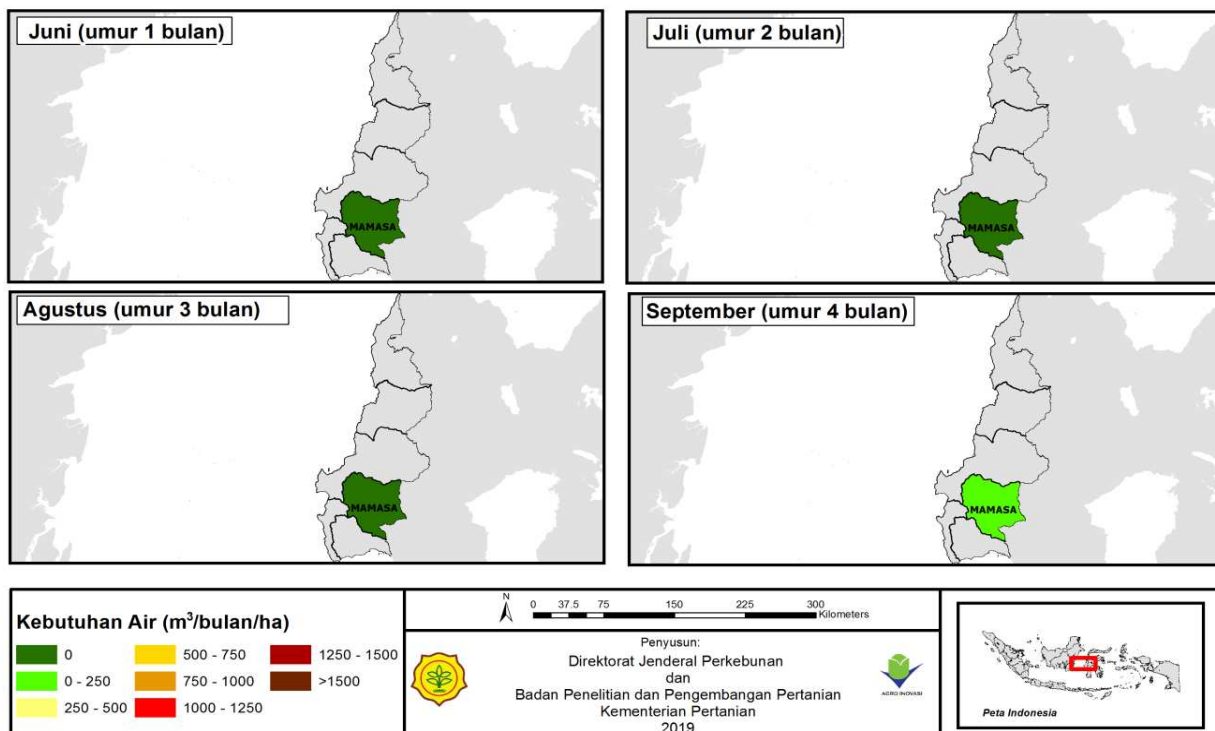 Juni (umur 1 bulan)
MAMASA
Juli (umur 2 bulan)
MAMASA
Agustus (umur 3 bulan)
MAMASA
September (umur 4 bulan)
MAMASA
Kebutuhan Air (m³/bulan/ha)
0
0 - 250
250 - 500
500 - 750
750 - 1000
1000 - 1250
1250 - 1500
>1500
N
0 37.5 75 150 225 300
Kilometers
Penyusun:
Direktorat Jenderal Perkebunan
dan
Badan Penelitian dan Pengembangan Pertanian
Kementerian Pertanian
2019
AGRO INOVASI
Peta Indonesia